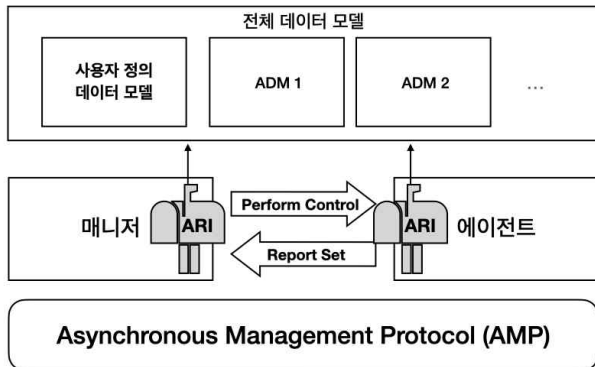 전체 데이터 모델
사용자 정의
데이터 모델
ADM 1
ADM 2
...
매니저
ARI
Perform Control
Report Set
ARI
에이전트
Asynchronous Management Protocol (AMP)